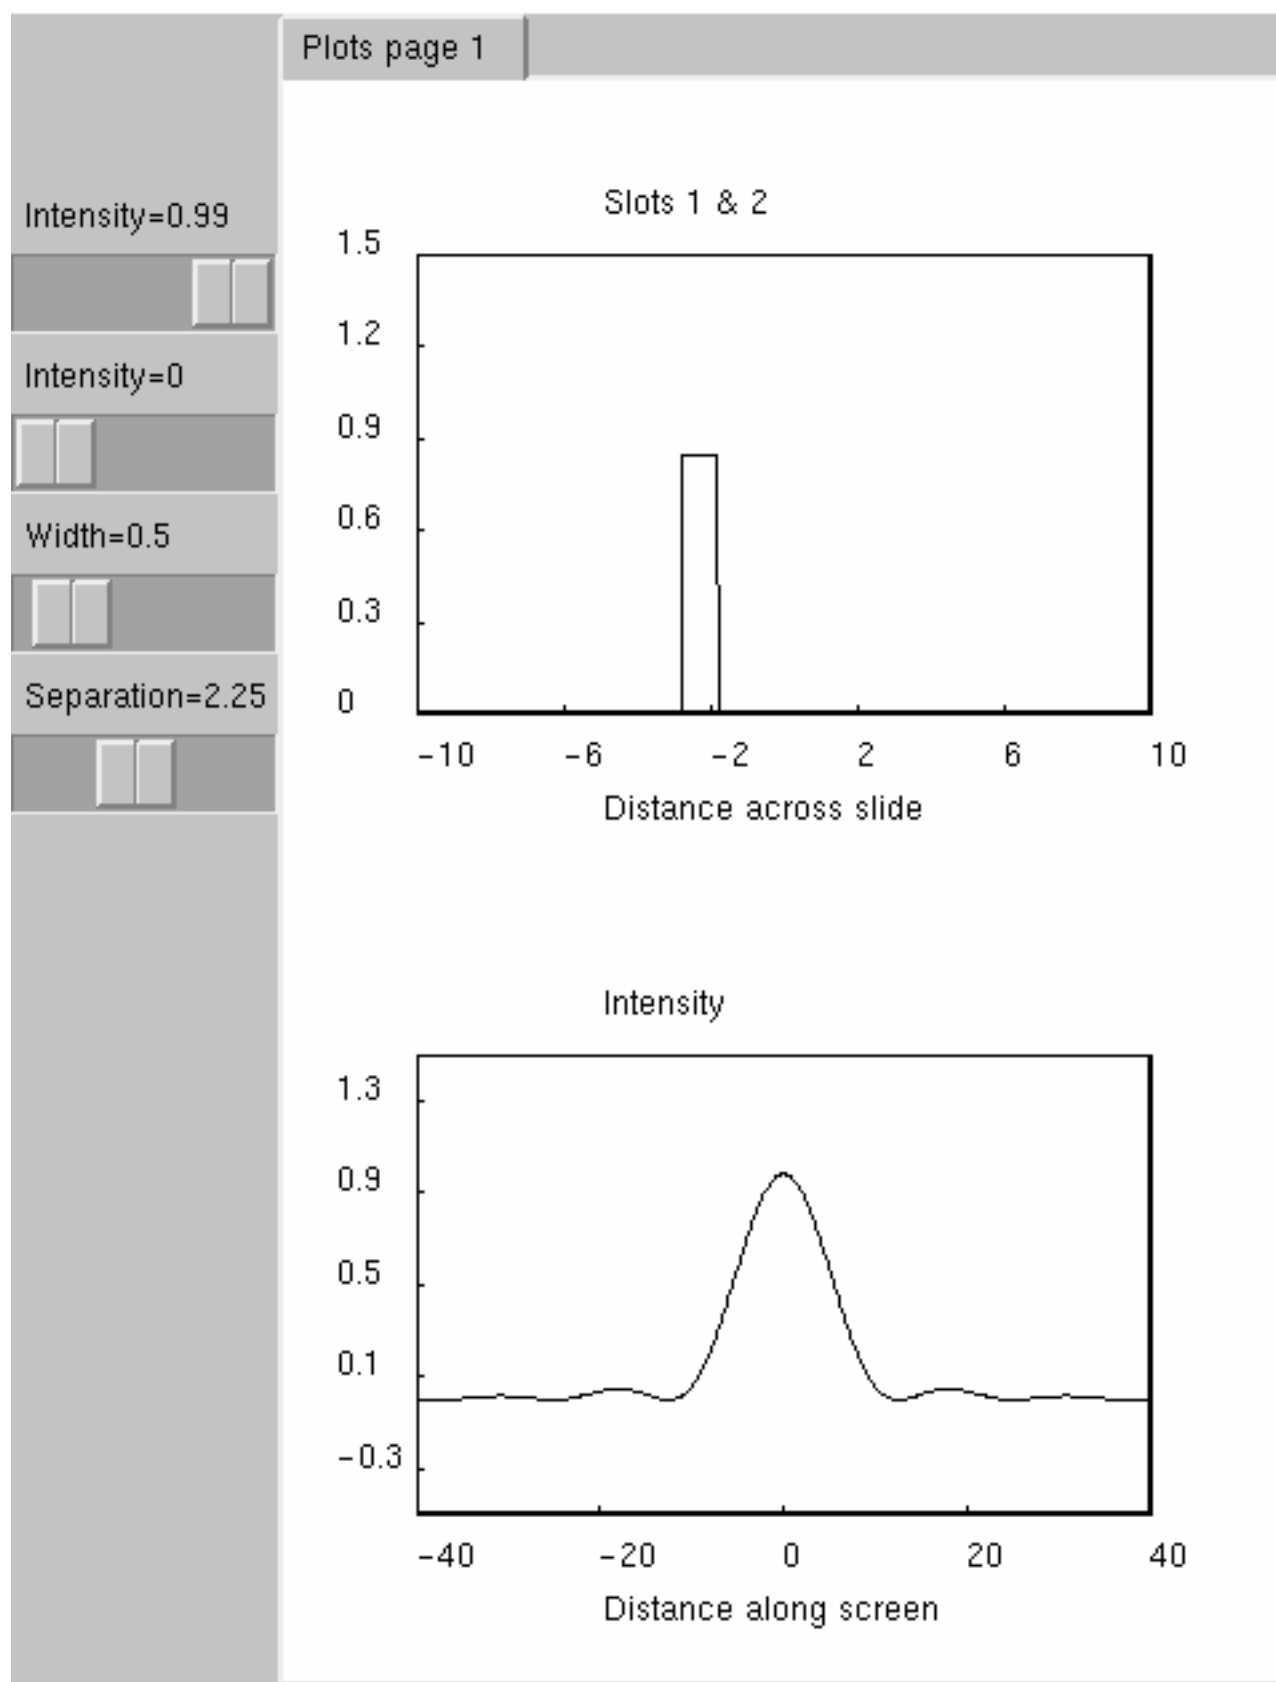 Plots page 1
Intensity=0.99
Intensity=0
Width=0.5
Separation=2.25
Slots 1 & 2
1.5
1.2
0.9
0.6
0.3
0
-10 -6 -2 2 6 10
Distance across slide
Intensity
1.3
0.9
0.5
0.1
-0.3
-40 -20 0 20 40
Distance along screen